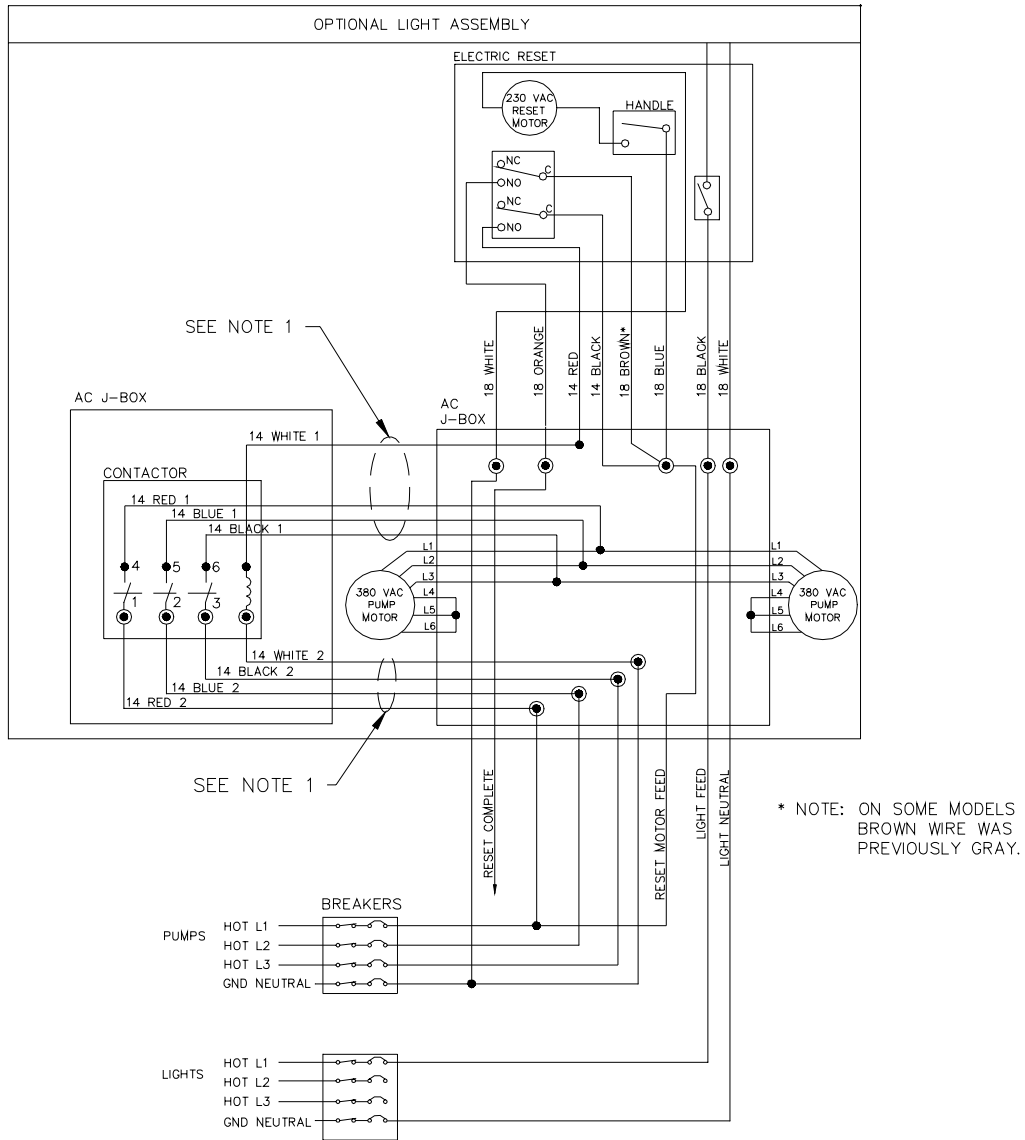 OPTIONAL LIGHT ASSEMBLY
ELECTRIC RESET
230 VAC
RESET
MOTOR
HANDLE
NC
C
NO
NC
C
NO
SEE NOTE 1
18 WHITE
18 ORANGE
14 RED
14 BLACK
18 BROWN*
18 BLUE
18 BLACK
18 WHITE
AC J-BOX
AC
J-BOX
14 WHITE 1
CONTACTOR
14 RED 1
14 BLUE 1
14 BLACK 1
4
5
6
1
2
3
L1
L2
L3
L4
L5
L6
380 VAC
PUMP
MOTOR
L1
L2
L3
L4
L5
L6
380 VAC
PUMP
MOTOR
14 WHITE 2
14 BLACK 2
14 BLUE 2
14 RED 2
SEE NOTE 1
RESET COMPLETE
RESET MOTOR FEED
LIGHT FEED
LIGHT NEUTRAL
* NOTE: ON SOME MODELS
BROWN WIRE WAS
PREVIOUSLY GRAY.
BREAKERS
PUMPS
HOT L1
HOT L2
HOT L3
GND NEUTRAL
LIGHTS
HOT L1
HOT L2
HOT L3
GND NEUTRAL